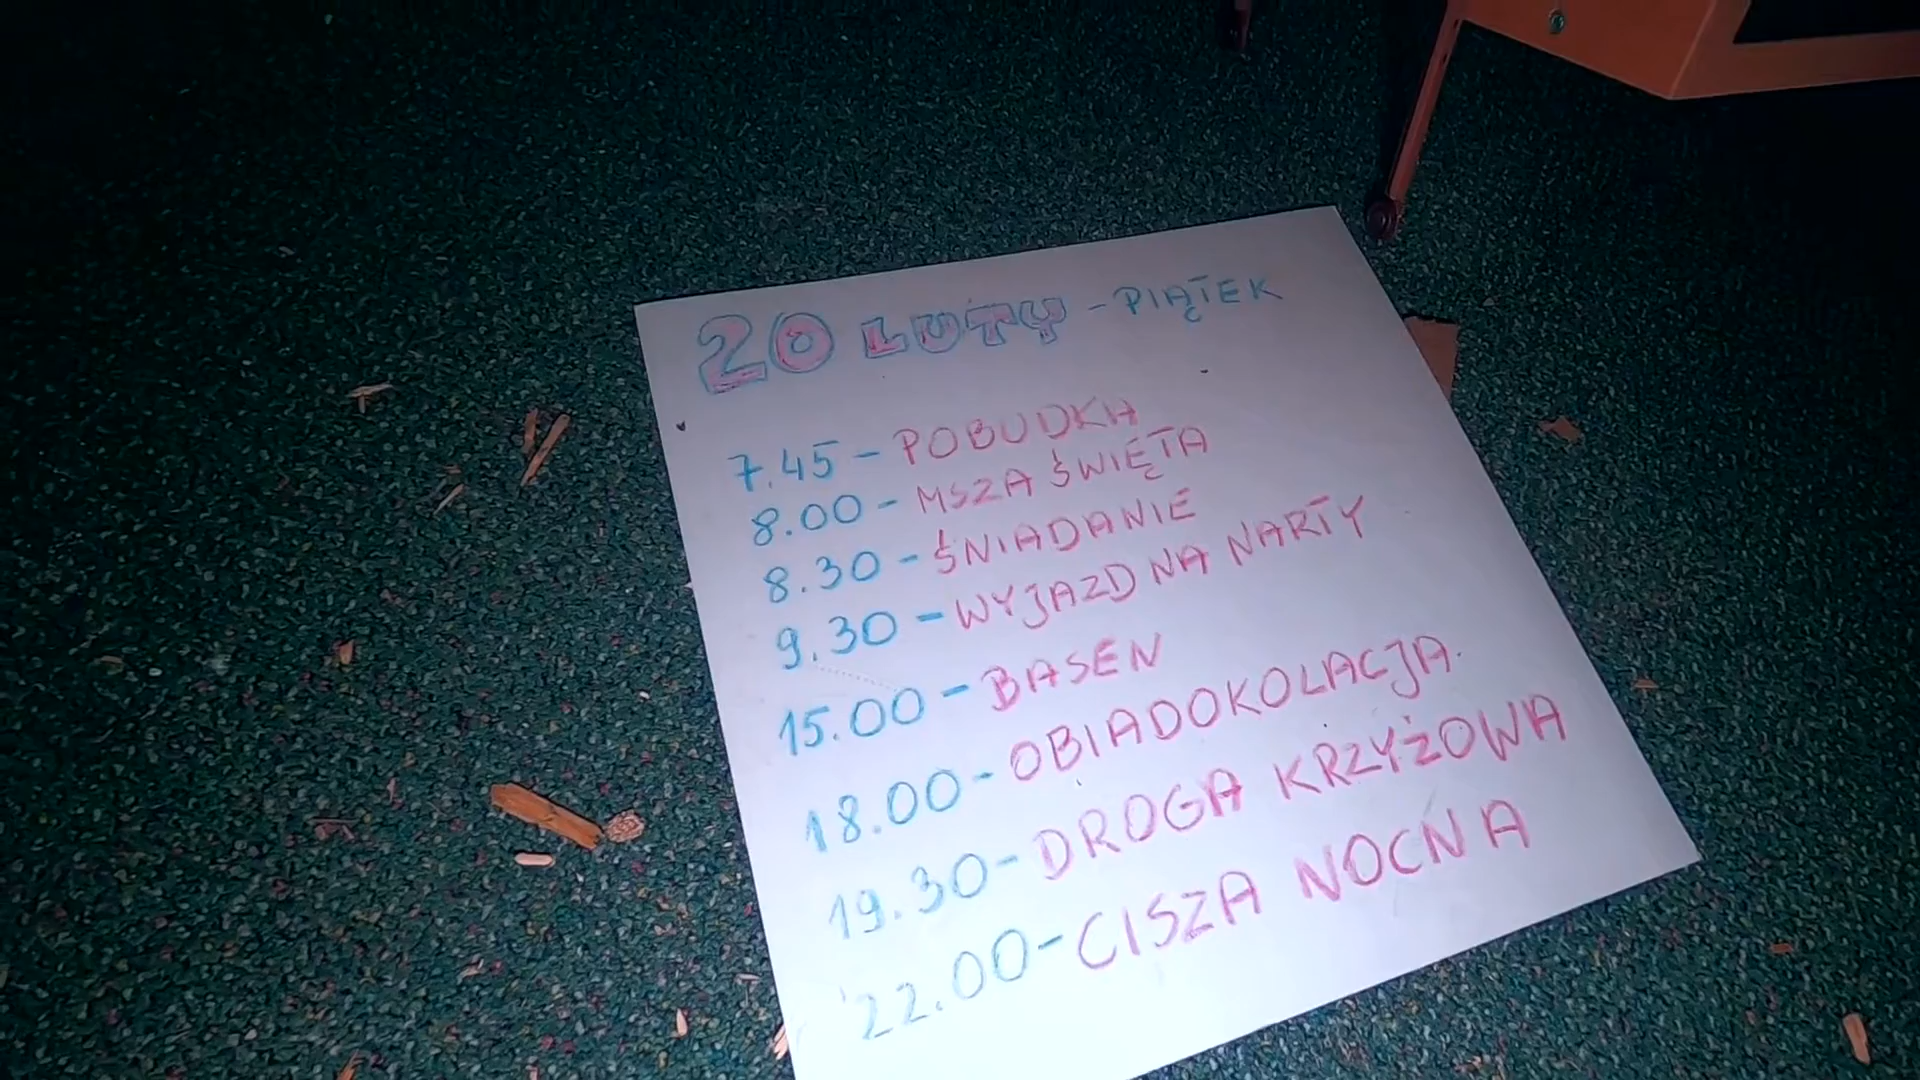 20 LUTY - PIĄTEK
7.45 - POBUDKA
8.00 - MSZA ŚWIĘTA
8.30 - ŚNIADANIE
9.30 - WYJAZD NA NARTY
15.00 - BASEN
18.00 - OBIADOKOLACJA.
19.30 - DROGA KRZYŻOWA
22.00 - CISZA NOCNA